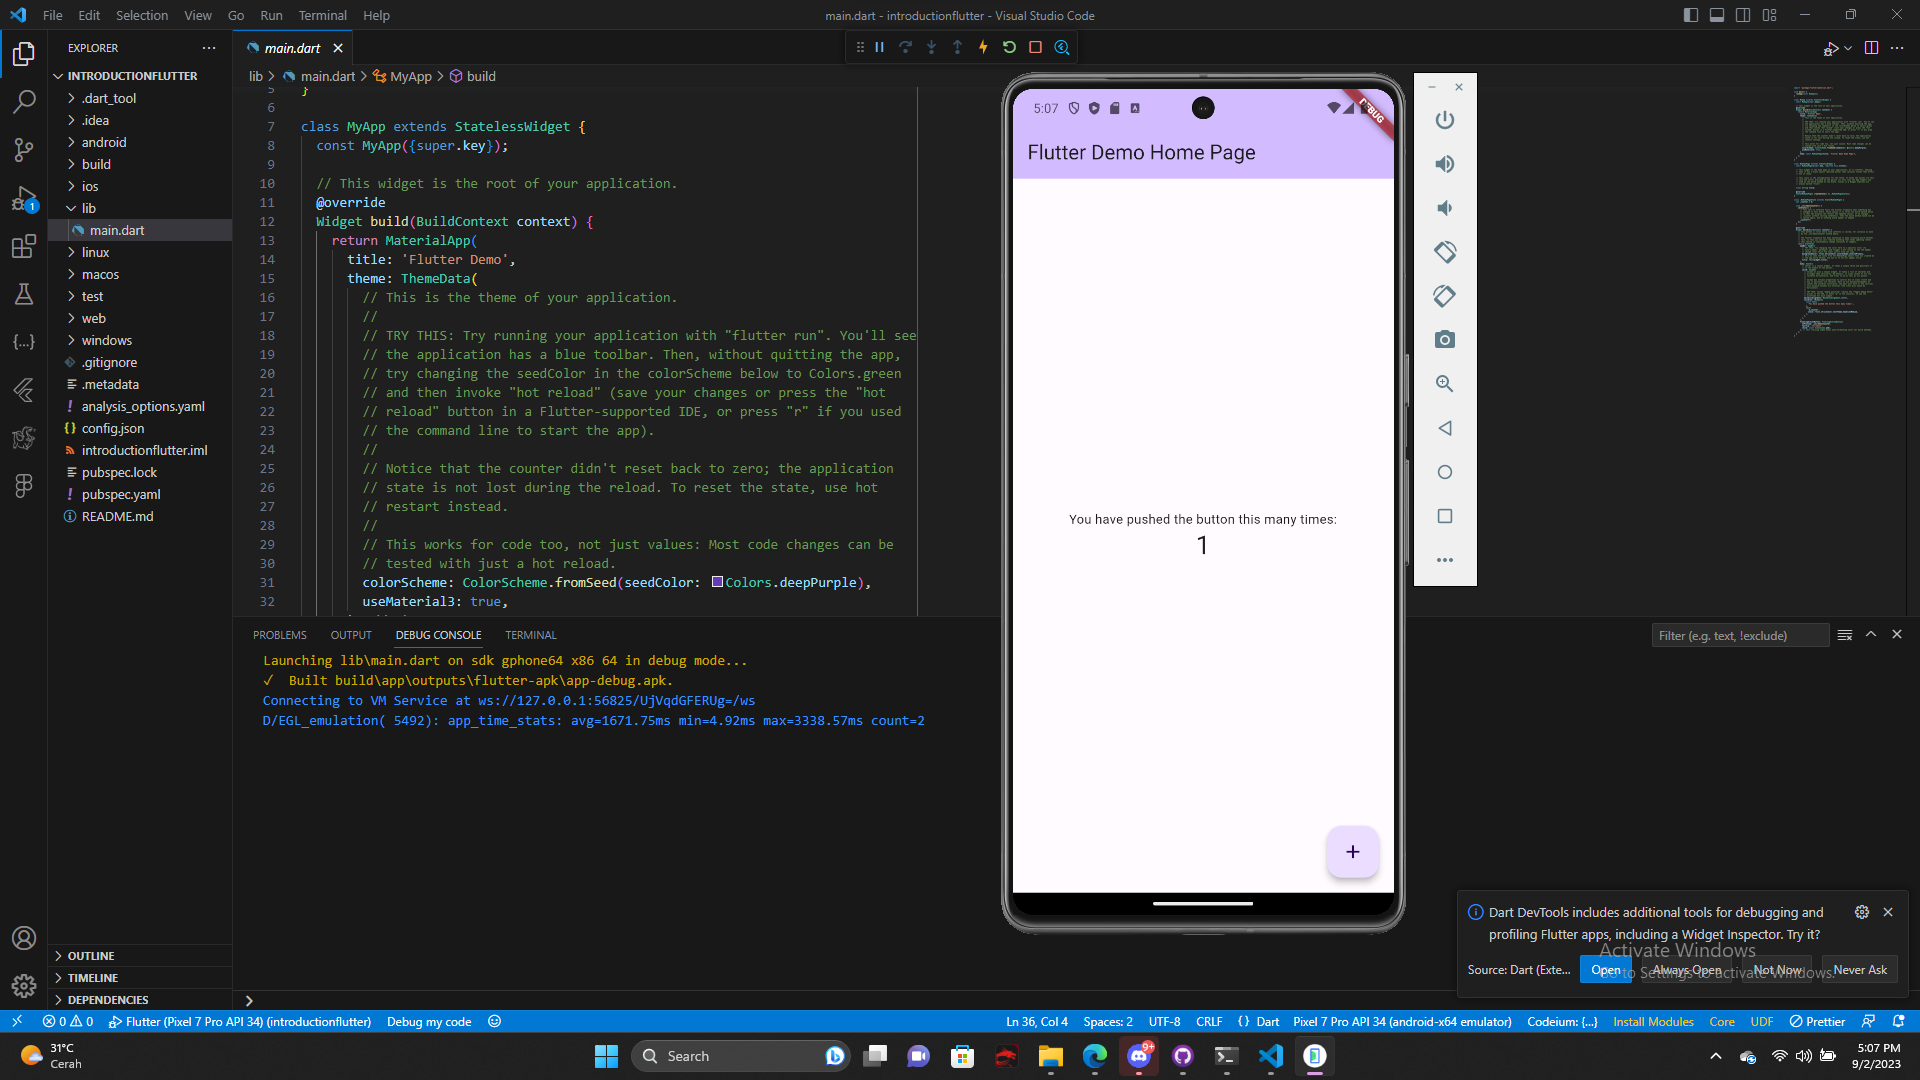 File Edit Selection View Go Run Terminal Help
main.dart - introductionflutter - Visual Studio Code
EXPLORER
INTRODUCTIONFLUTTER
.dart_tool
.idea
android
build
ios
lib
main.dart
linux
macos
test
web
windows
.gitignore
.metadata
analysis_options.yaml
config.json
introductionflutter.iml
pubspec.lock
pubspec.yaml
README.md
OUTLINE
TIMELINE
DEPENDENCIES
1
main.dart
lib > main.dart > MyApp > build
5 }
6
7 class MyApp extends StatelessWidget {
8 const MyApp({super.key});
9
10 // This widget is the root of your application.
11 @override
12 Widget build(BuildContext context) {
13 return MaterialApp(
14 title: 'Flutter Demo',
15 theme: ThemeData(
16 // This is the theme of your application.
17 //
18 // TRY THIS: Try running your application with "flutter run". You'll see
19 // the application has a blue toolbar. Then, without quitting the app,
20 // try changing the seedColor in the colorScheme below to Colors.green
21 // and then invoke "hot reload" (save your changes or press the "hot
22 // reload" button in a Flutter-supported IDE, or press "r" if you used
23 // the command line to start the app).
24 //
25 // Notice that the counter didn't reset back to zero; the application
26 // state is not lost during the reload. To reset the state, use hot
27 // restart instead.
28 //
29 // This works for code too, not just values: Most code changes can be
30 // tested with just a hot reload.
31 colorScheme: ColorScheme.fromSeed(seedColor: Colors.deepPurple),
32 useMaterial3: true,
5:07
DEBUG
Flutter Demo Home Page
You have pushed the button this many times:
1
+
PROBLEMS OUTPUT DEBUG CONSOLE TERMINAL
Filter (e.g. text, !exclude)
Launching lib\main.dart on sdk gphone64 x86 64 in debug mode...
✓ Built build\app\outputs\flutter-apk\app-debug.apk.
Connecting to VM Service at ws://127.0.0.1:56825/UjVqdGFERUg=/ws
D/EGL_emulation( 5492): app_time_stats: avg=1671.75ms min=4.92ms max=3338.57ms count=2
Dart DevTools includes additional tools for debugging and
profiling Flutter apps, including a Widget Inspector. Try it?
Source: Dart (Exte... Open Always Open Not Now Never Ask
Activate Windows
Go to Settings to activate Windows.
0 0 Flutter (Pixel 7 Pro API 34) (introductionflutter) Debug my code
Ln 36, Col 4 Spaces: 2 UTF-8 CRLF {} Dart Pixel 7 Pro API 34 (android-x64 emulator) Codeium: {...} Install Modules Core UDF Prettier
31°C
Cerah
Search
9+
5:07 PM
9/2/2023